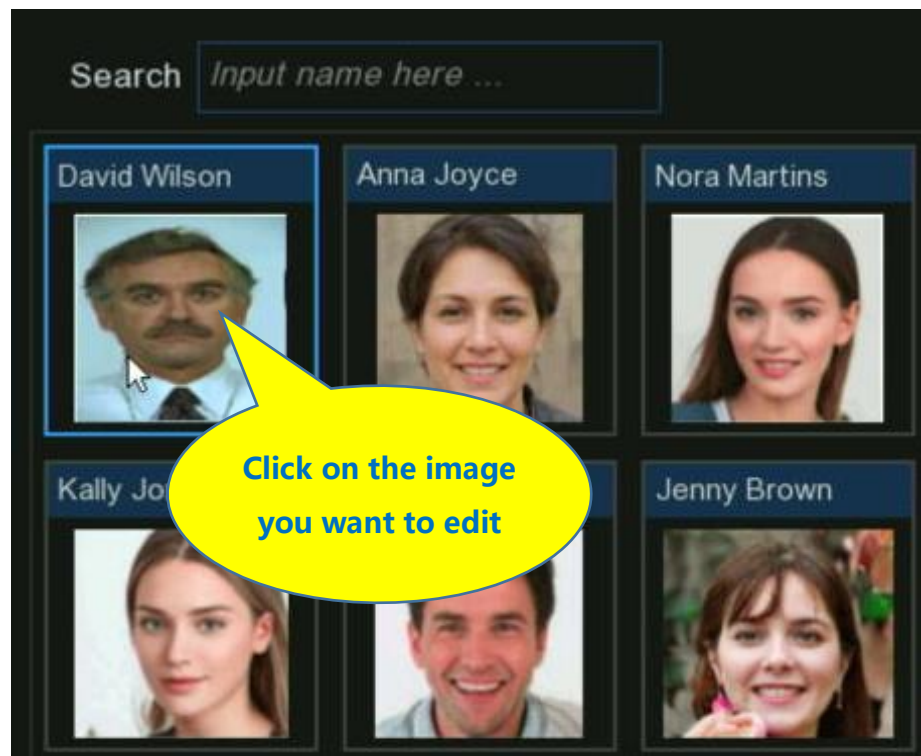 Search Input name here ...
David Wilson
Anna Joyce
Nora Martins
Click on the image
you want to edit
Kally
Jenny Brown